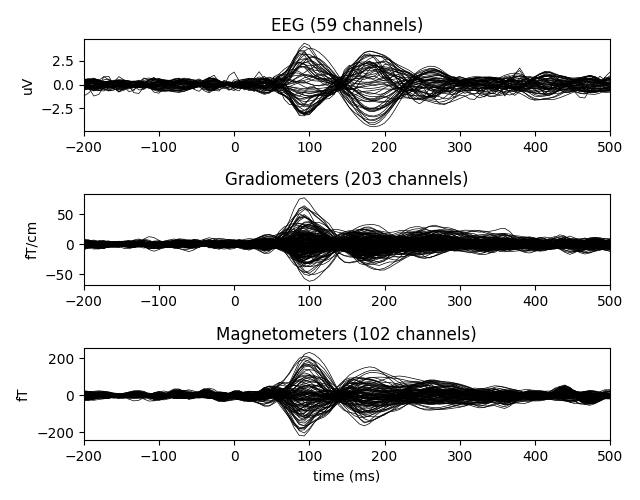 EEG (59 channels)
uV
2.5
0.0
−2.5
−200 −100 0 100 200 300 400 500
Gradiometers (203 channels)
fT/cm
50
0
−50
−200 −100 0 100 200 300 400 500
Magnetometers (102 channels)
fT
200
0
−200
−200 −100 0 100 200 300 400 500
time (ms)